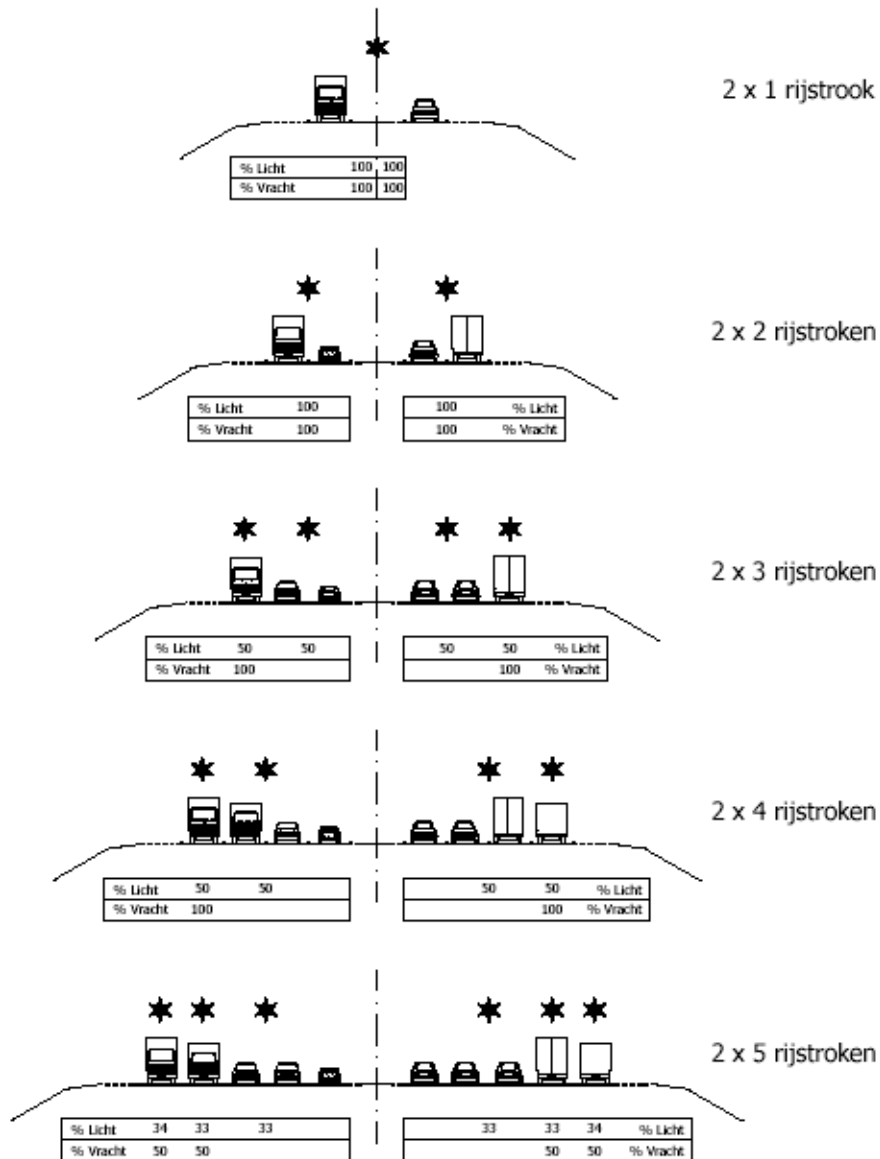 2 x 1 rijstrook
% Licht 100 100
% Vracht 100 100
2 x 2 rijstroken
% Licht 100 100 % Licht
% Vracht 100 100 % Vracht
2 x 3 rijstroken
% Licht 50 50 50 50 % Licht
% Vracht 100 100 % Vracht
2 x 4 rijstroken
% Licht 50 50 50 50 % Licht
% Vracht 100 100 % Vracht
2 x 5 rijstroken
% Licht 34 33 33 33 33 34 % Licht
% Vracht 50 50 50 50 % Vracht